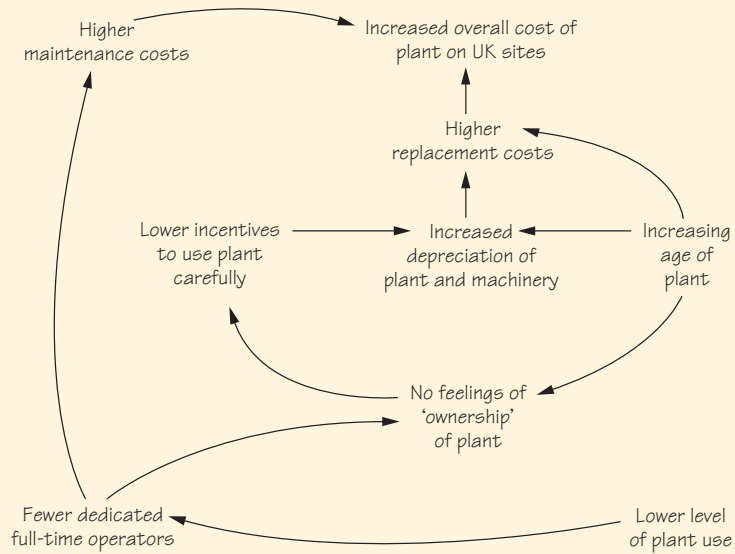 Higher
maintenance costs
Increased overall cost of
plant on UK sites
Higher
replacement costs
Lower incentives
to use plant
carefully
Increased
depreciation of
plant and machinery
Increasing
age of
plant
No feelings of
‘ownership’
of plant
Fewer dedicated
full-time operators
Lower level
of plant use